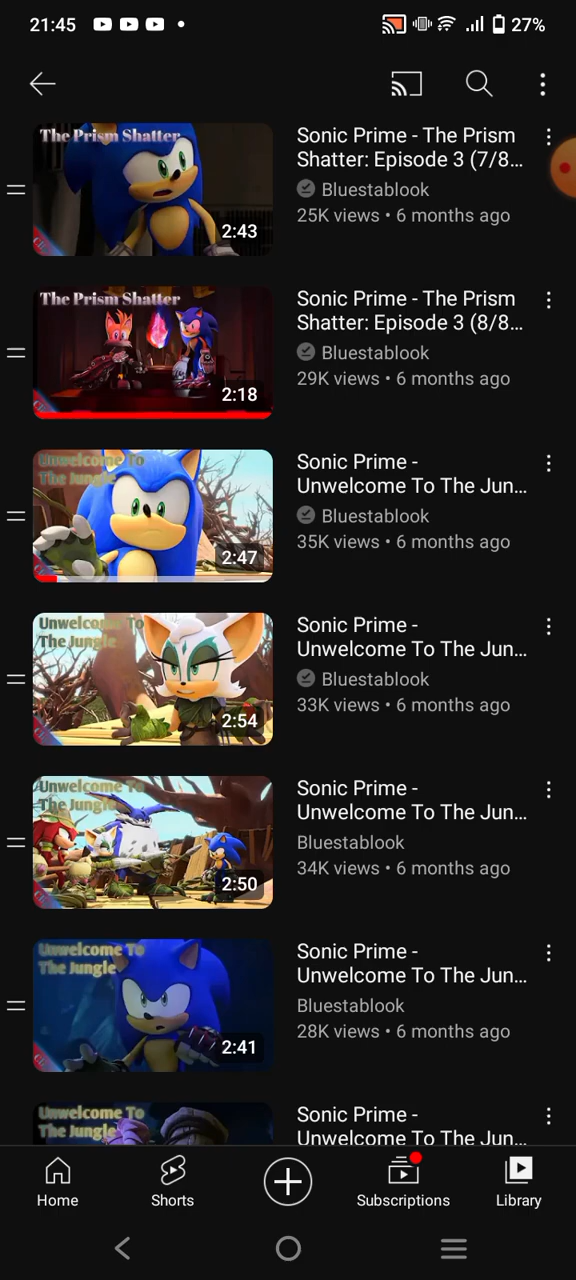 21:45
27%
The Prism Shatter
2:43
Sonic Prime - The Prism
Shatter: Episode 3 (7/8...
Bluestablook
25K views • 6 months ago
The Prism Shatter
2:18
Sonic Prime - The Prism
Shatter: Episode 3 (8/8...
Bluestablook
29K views • 6 months ago
Unwelcome To
The Jungle
2:47
Sonic Prime -
Unwelcome To The Jun...
Bluestablook
35K views • 6 months ago
Unwelcome To
The Jungle
2:54
Sonic Prime -
Unwelcome To The Jun...
Bluestablook
33K views • 6 months ago
Unwelcome To
The Jungle
2:50
Sonic Prime -
Unwelcome To The Jun...
Bluestablook
34K views • 6 months ago
Unwelcome To
The Jungle
2:41
Sonic Prime -
Unwelcome To The Jun...
Bluestablook
28K views • 6 months ago
Unwelcome To
The Jungle
Sonic Prime -
Unwelcome To The Jun...
Home
Shorts
Subscriptions
Library